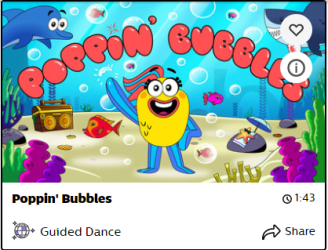 POPPIN' BUBBLES
Poppin' Bubbles
1:43
Guided Dance
Share